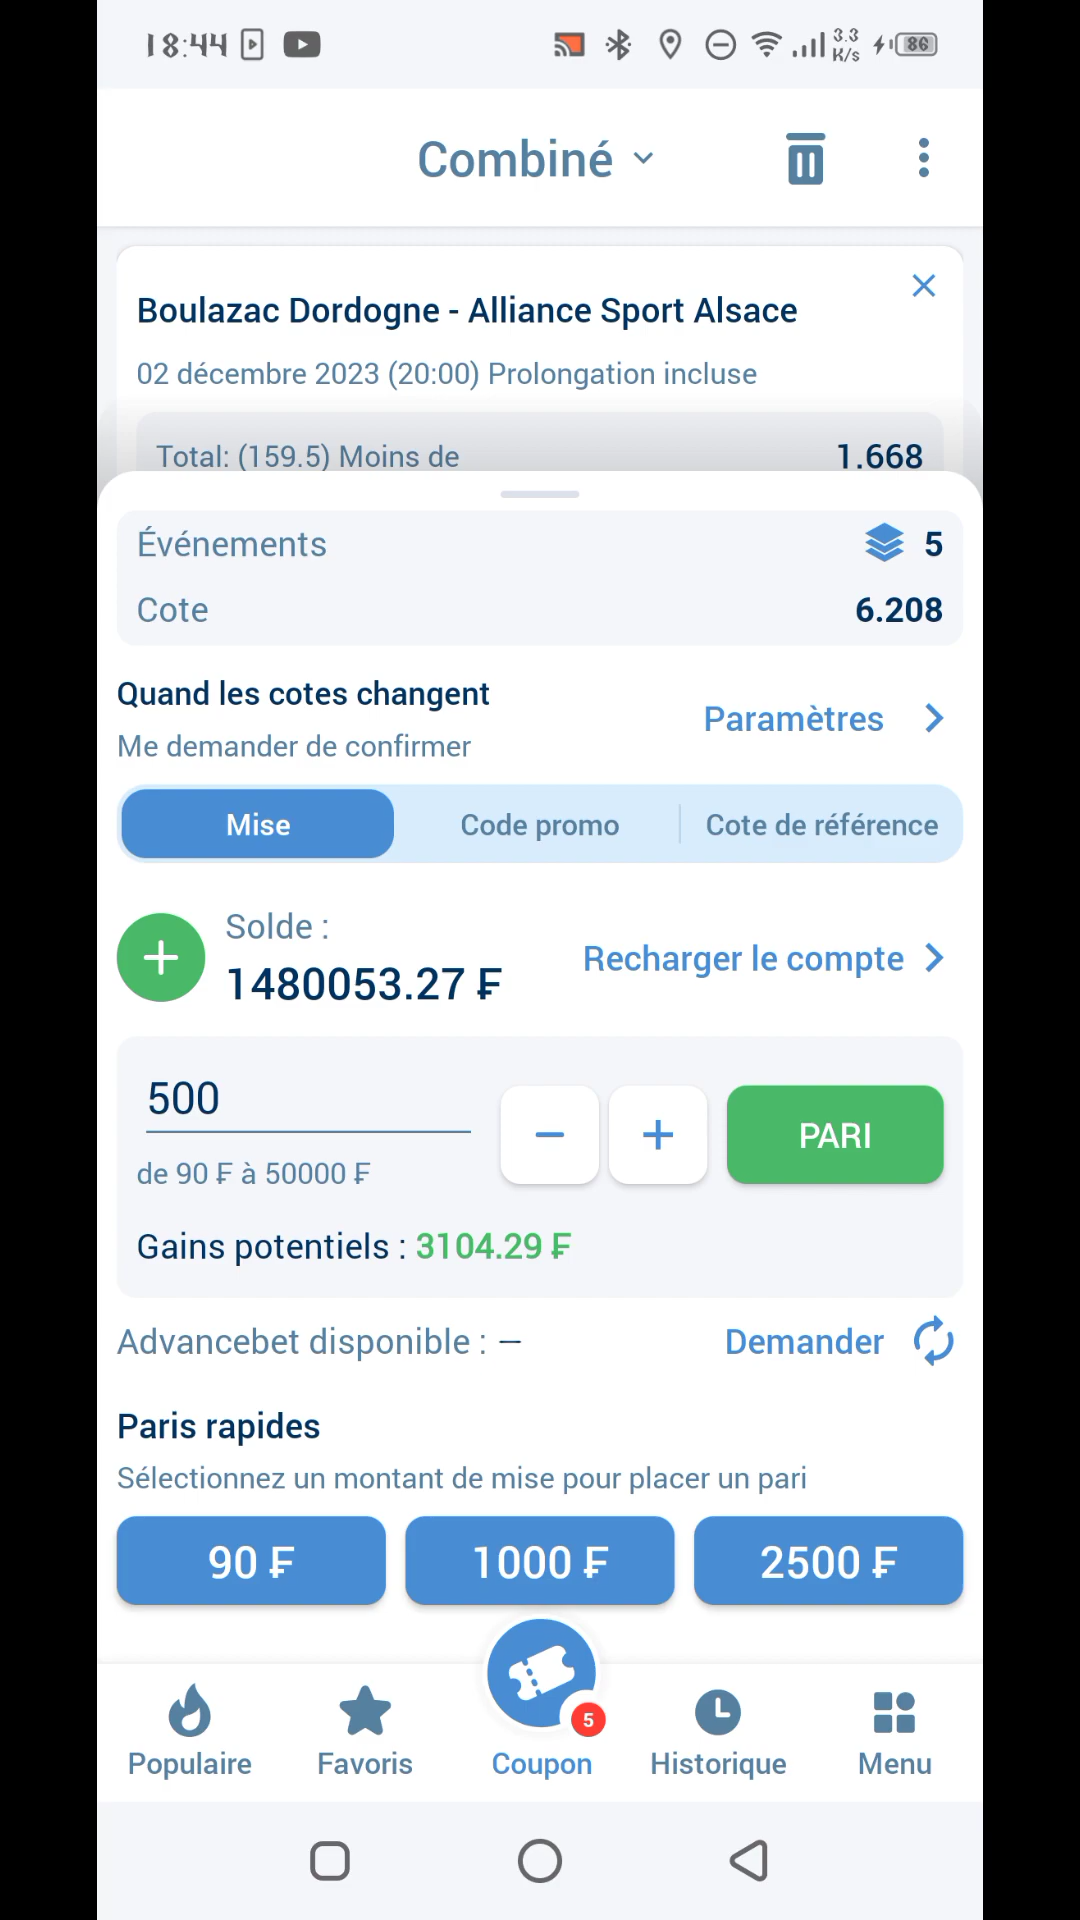 18:44
3.3
K/s
86
Combiné
Boulazac Dordogne - Alliance Sport Alsace
02 décembre 2023 (20:00) Prolongation incluse
Total: (159.5) Moins de 1.668
Événements 5
Cote 6.208
Quand les cotes changent
Me demander de confirmer
Paramètres
Mise Code promo Cote de référence
Solde :
1480053.27 ₣
Recharger le compte
500
PARI
de 90 ₣ à 50000 ₣
Gains potentiels : 3104.29 ₣
Advancebet disponible : —
Demander
Paris rapides
Sélectionnez un montant de mise pour placer un pari
90 ₣ 1000 ₣ 2500 ₣
5
Populaire Favoris Coupon Historique Menu